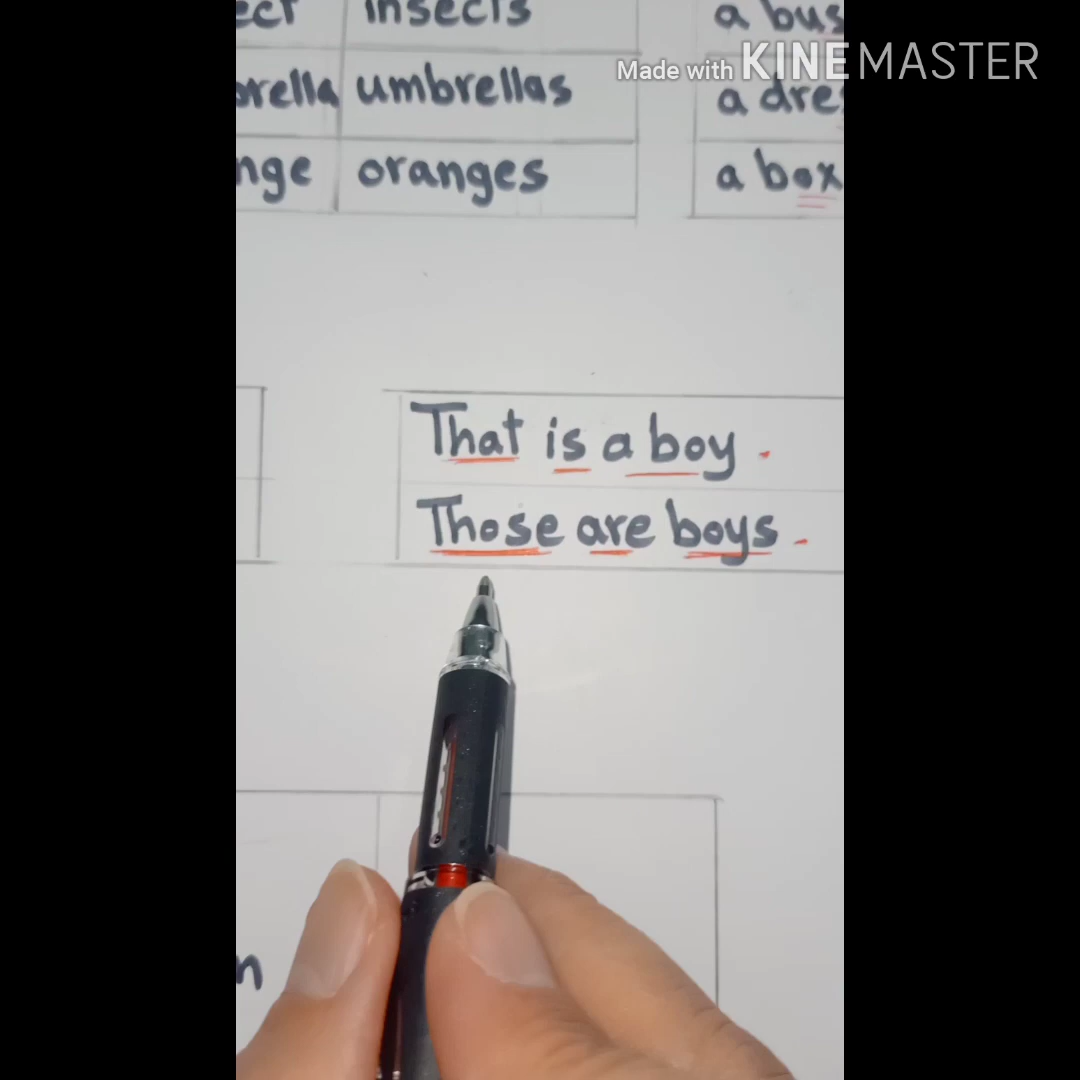 insects
a bus
Made with KINEMASTER
umbrellas
a
oranges
a box
That is a boy.
Those are boys.